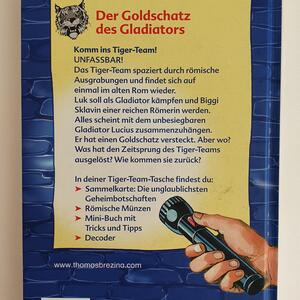 Der Goldschatz
des Gladiators
Komm ins Tiger-Team!
UNFASSBAR!
Das Tiger-Team spaziert durch römische
Ausgrabungen und findet sich auf
einmal im alten Rom wieder.
Luk soll als Gladiator kämpfen und Biggi
Sklavin einer reichen Römerin werden.
Alles scheint mit dem unbesiegbaren
Gladiator Lucius zusammenzuhängen.
Er hat einen Goldschatz versteckt. Aber wo?
Was hat den Zeitsprung des Tiger-Teams
ausgelöst? Wie kommen sie zurück?
In deiner Tiger-Team-Tasche findest du:
Sammelkarte: Die unglaublichsten
Geheimbotschaften
Römische Münzen
Mini-Buch mit
Tricks und Tipps
Decoder
www.thomasbrezina.com